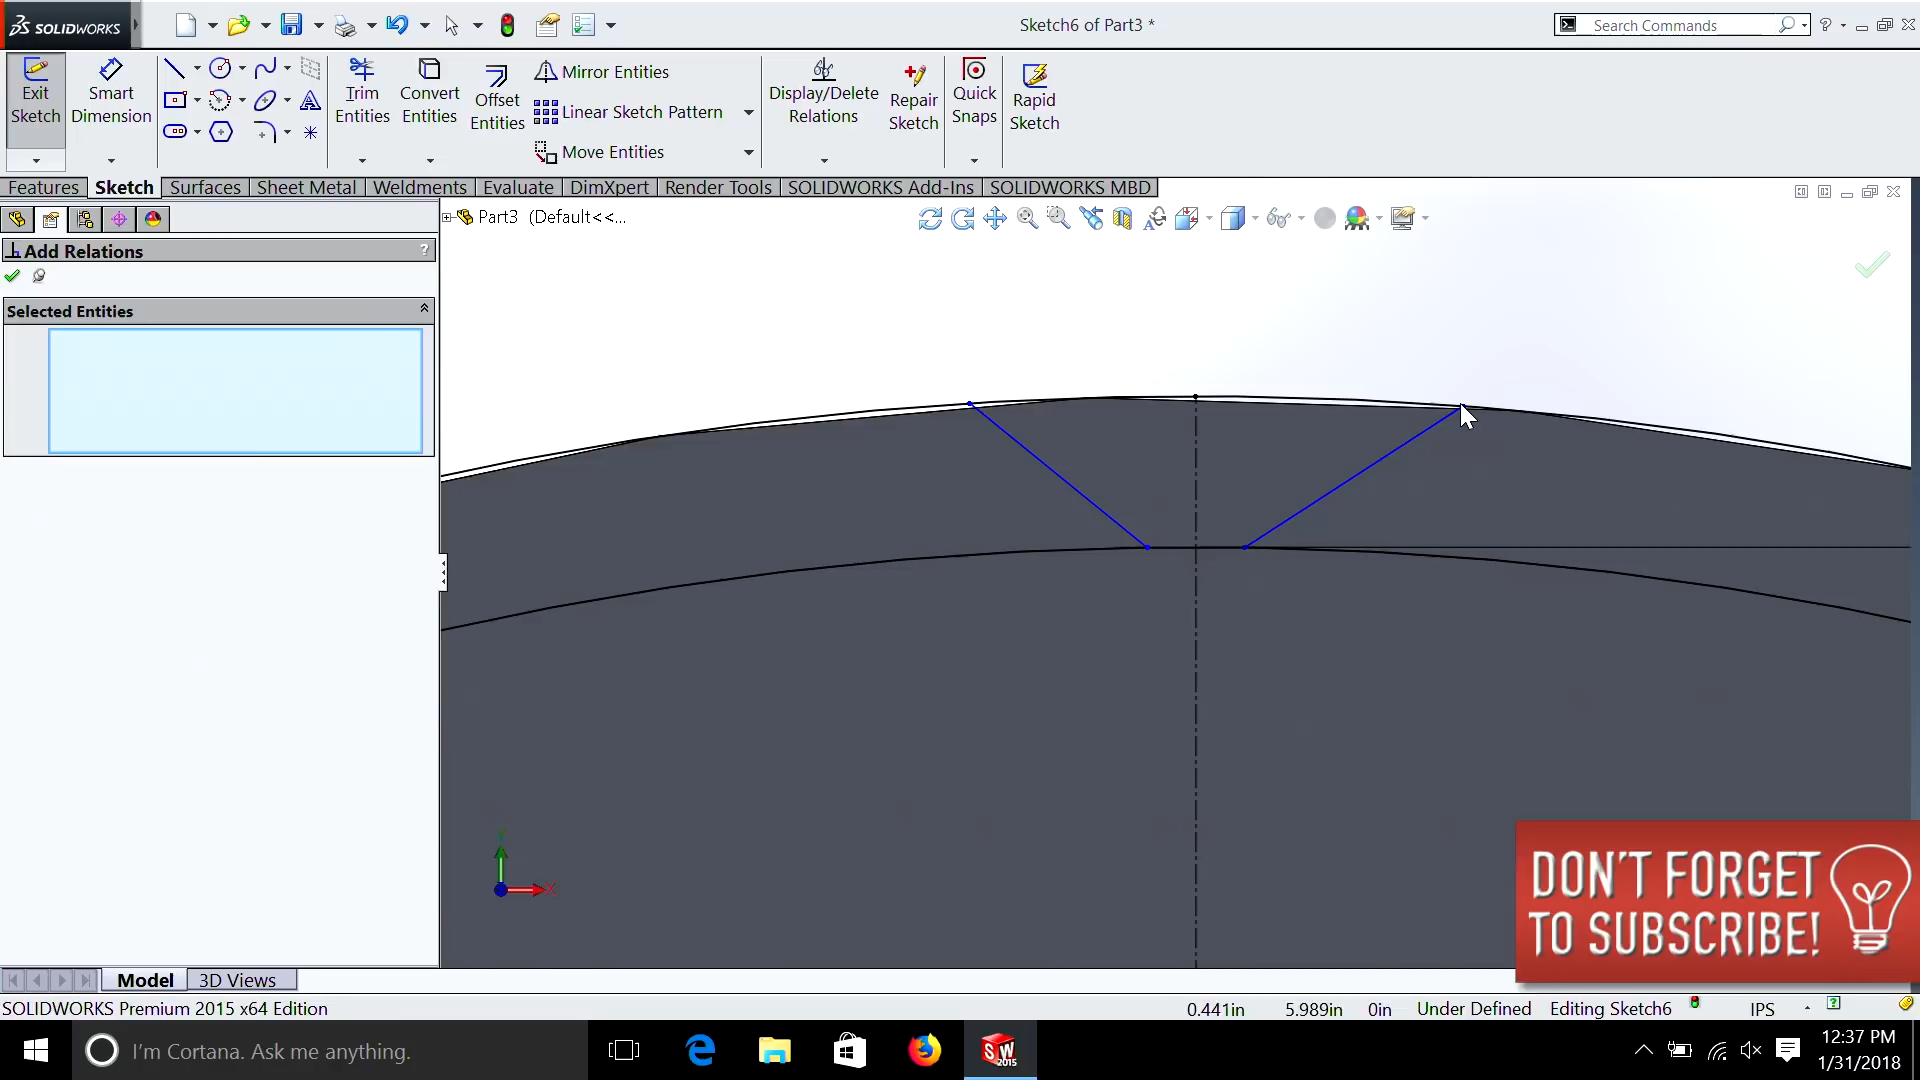 SOLIDWORKS
Sketch6 of Part3 *
Search Commands
?
Exit Sketch
Smart Dimension
Trim Entities
Convert Entities
Offset Entities
Mirror Entities
Linear Sketch Pattern
Move Entities
Display/Delete Relations
Repair Sketch
Quick Snaps
Rapid Sketch
Features
Sketch
Surfaces
Sheet Metal
Weldments
Evaluate
DimXpert
Render Tools
SOLIDWORKS Add-Ins
SOLIDWORKS MBD
Part3 (Default<<...
Add Relations
?
Selected Entities
Y
X
DON'T FORGET
TO SUBSCRIBE!
Model
3D Views
SOLIDWORKS Premium 2015 x64 Edition
0.441in
5.989in
0in
Under Defined
Editing Sketch6
IPS
?
I'm Cortana. Ask me anything.
SW
2015
12:37 PM
1/31/2018